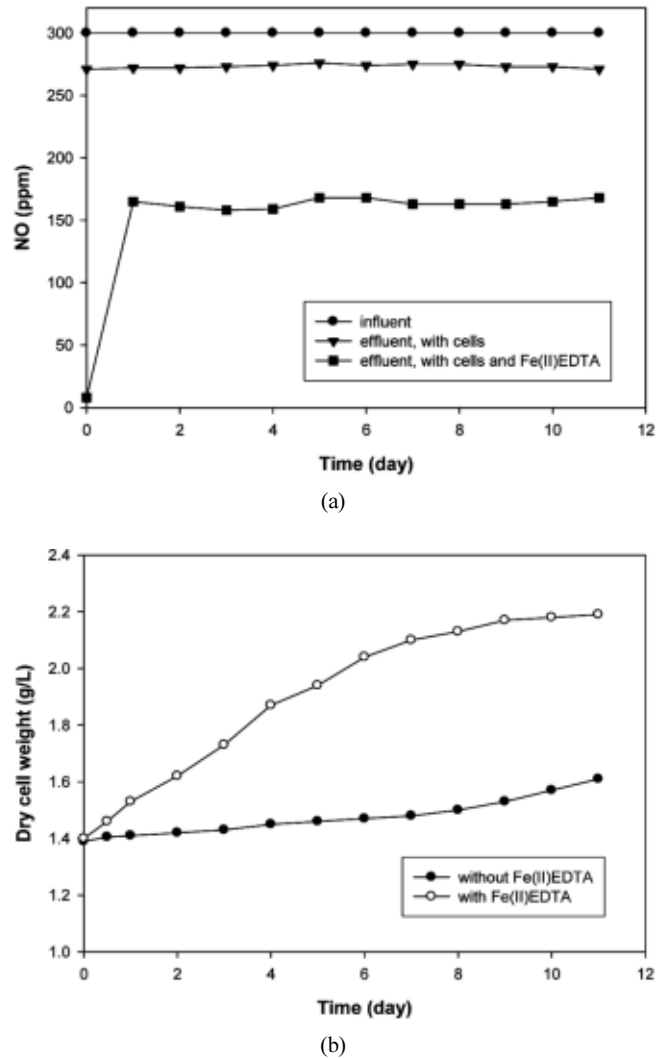 300
250
200
150
100
50
0
NO (ppm)
influent
effluent, with cells
effluent, with cells and Fe(II)EDTA
0 2 4 6 8 10 12
Time (day)
(a)
2.4
2.2
2.0
1.8
1.6
1.4
1.2
1.0
Dry cell weight (g/L)
without Fe(II)EDTA
with Fe(II)EDTA
0 2 4 6 8 10 12
Time (day)
(b)